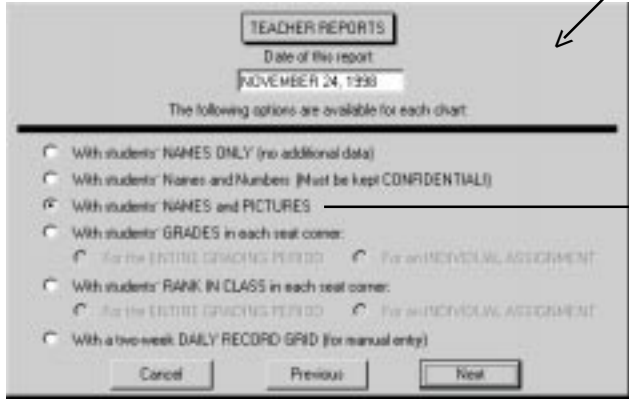 TEACHER REPORTS
Date of this report
NOVEMBER 24, 1998
The following options are available for each chart:
With students' NAMES ONLY (no additional data)
With students' Names and Numbers (Must be kept CONFIDENTIAL!)
With students' NAMES and PICTURES
With students' GRADES in each seat corner:
For the ENTIRE GRADING PERIOD For an INDIVIDUAL ASSIGNMENT
With students' RANK IN CLASS in each seat corner:
For the ENTIRE GRADING PERIOD For an INDIVIDUAL ASSIGNMENT
With a two-week DAILY RECORD GRID (for manual entry)
Cancel Previous Next